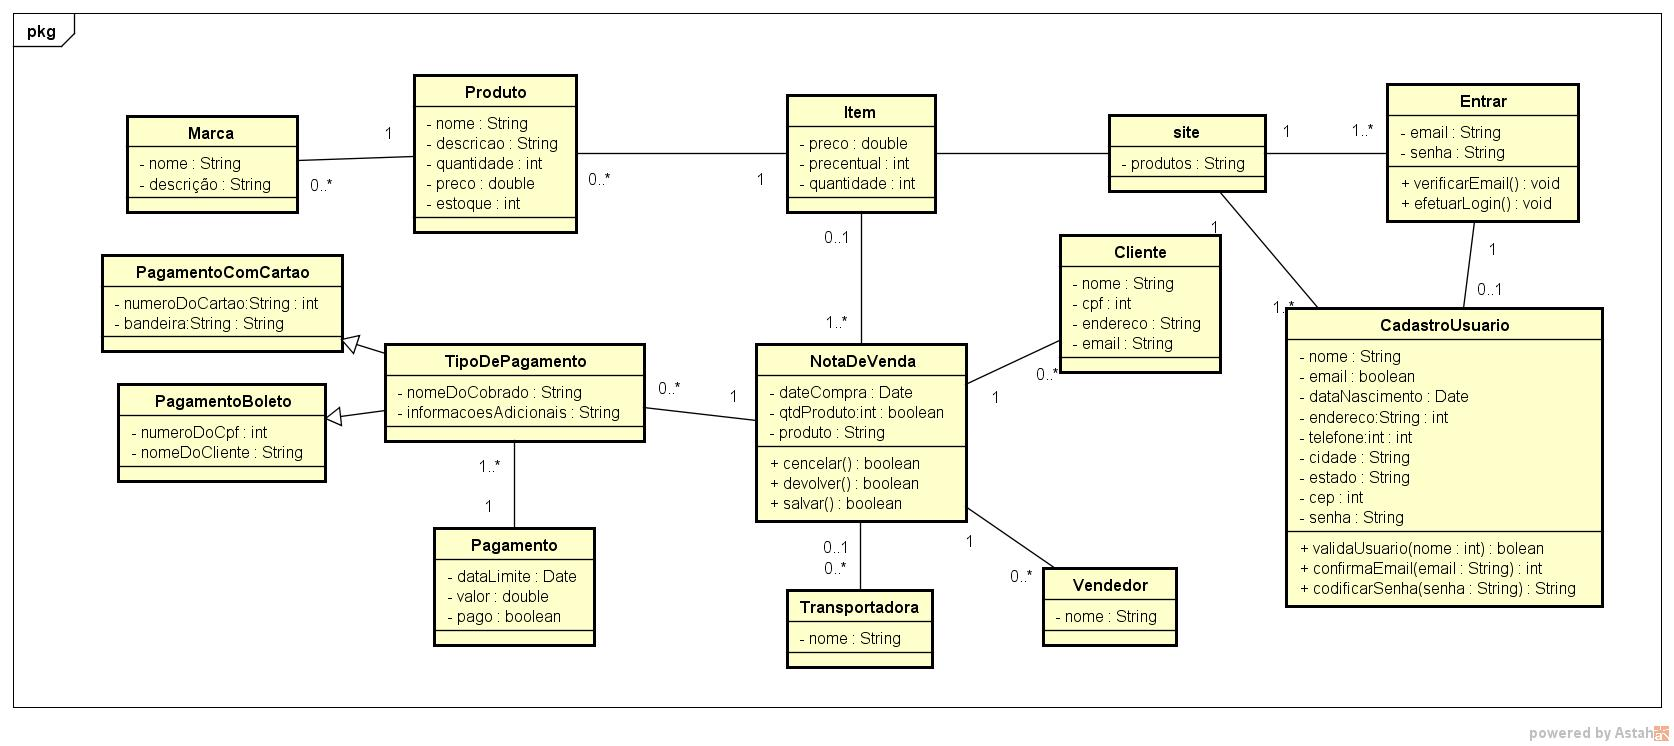 pkg
Marca
- nome : String
- descrição : String
1
0..*
Produto
- nome : String
- descricao : String
- quantidade : int
- preco : double
- estoque : int
0..*
1
Item
- preco : double
- precentual : int
- quantidade : int
site
- produtos : String
1
1..*
Entrar
- email : String
- senha : String
+ verificarEmail() : void
+ efetuarLogin() : void
0..1
1..*
1
1..*
1
0..1
PagamentoComCartao
- numeroDoCartao:String : int
- bandeira:String : String
PagamentoBoleto
- numeroDoCpf : int
- nomeDoCliente : String
TipoDePagamento
- nomeDoCobrado : String
- informacoesAdicionais : String
0..*
1
1..*
1
Pagamento
- dataLimite : Date
- valor : double
- pago : boolean
NotaDeVenda
- dateCompra : Date
- qtdProduto:int : boolean
- produto : String
+ cencelar() : boolean
+ devolver() : boolean
+ salvar() : boolean
Cliente
- nome : String
- cpf : int
- endereco : String
- email : String
0..*
1
CadastroUsuario
- nome : String
- email : boolean
- dataNascimento : Date
- endereco:String : int
- telefone:int : int
- cidade : String
- estado : String
- cep : int
- senha : String
+ validaUsuario(nome : int) : bolean
+ confirmaEmail(email : String) : int
+ codificarSenha(senha : String) : String
0..1
0..*
Transportadora
- nome : String
1
0..*
Vendedor
- nome : String
powered by Astah